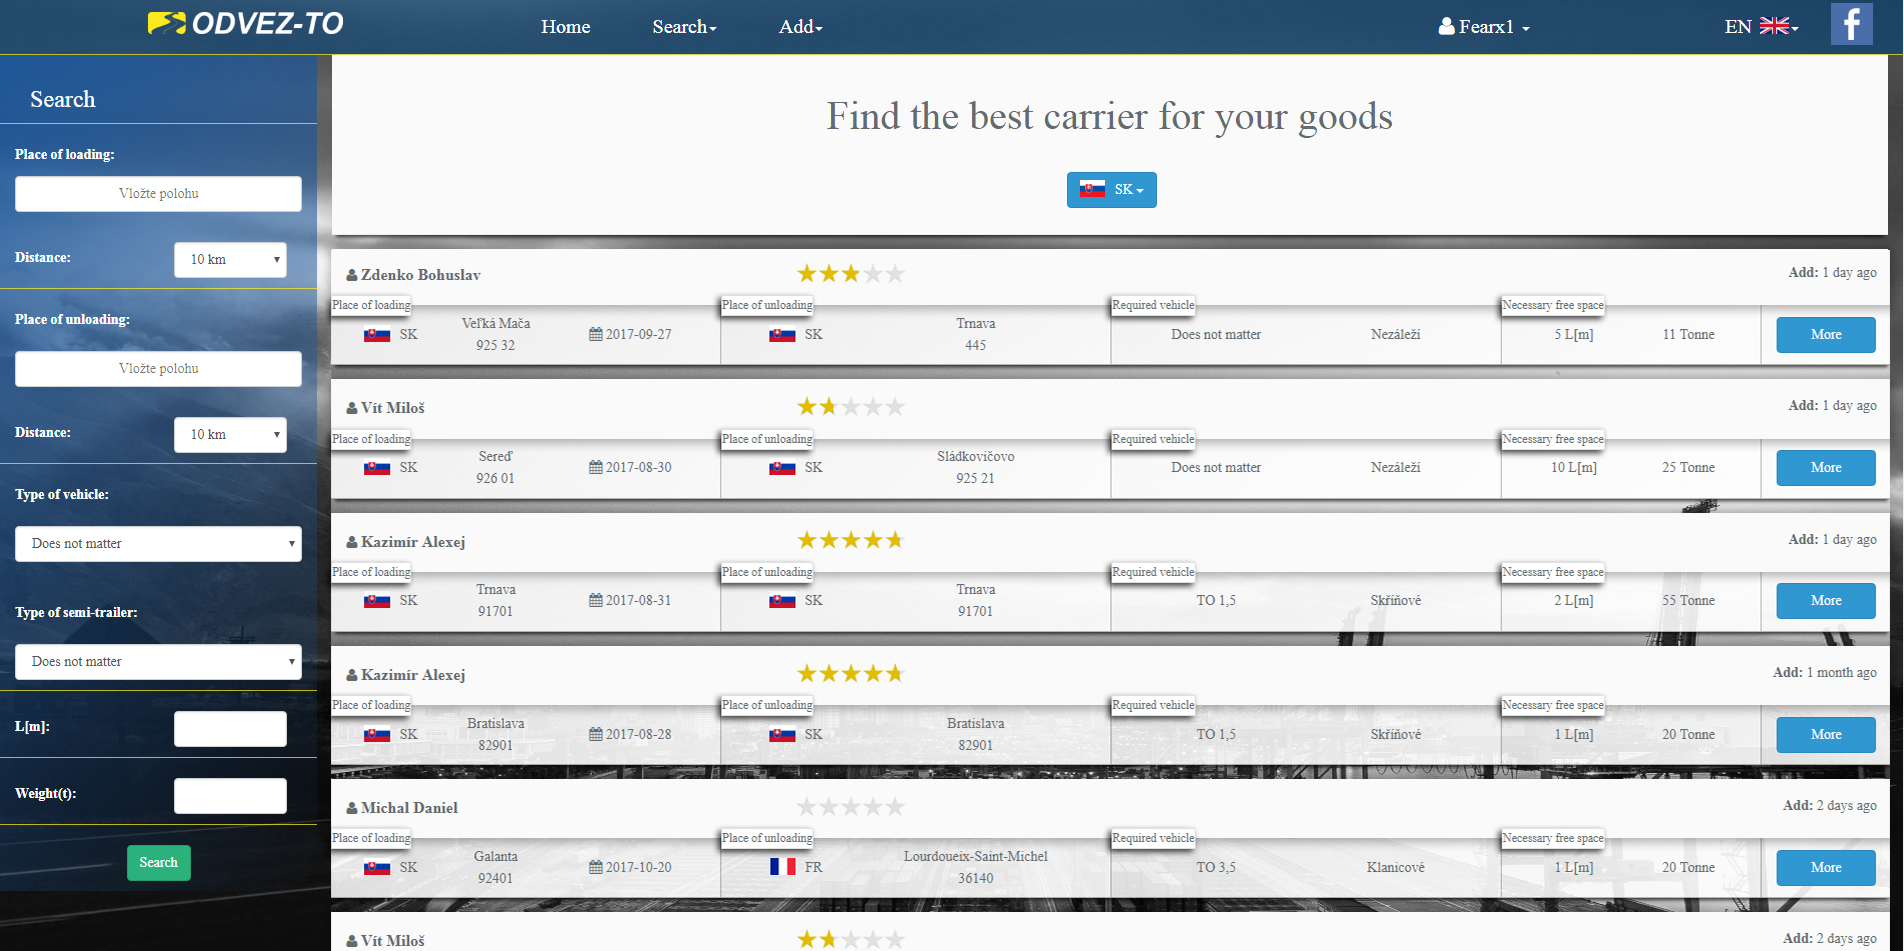 ODVEZ-TO
Home
Search
Add
Fearx1
EN
f
Search
Place of loading:
Vložte polohu
Distance:
10 km
Place of unloading:
Vložte polohu
Distance:
10 km
Type of vehicle:
Does not matter
Type of semi-trailer:
Does not matter
L[m]:
Weight(t):
Search
Find the best carrier for your goods
SK
Zdenko Bohuslav
Add: 1 day ago
Place of loading
Place of unloading
Required vehicle
Necessary free space
SK
Veľká Mača
925 32
2017-09-27
SK
Trnava
445
Does not matter
Nezáleží
5 L[m]
11 Tonne
More
Vít Miloš
Add: 1 day ago
Place of loading
Place of unloading
Required vehicle
Necessary free space
SK
Sereď
926 01
2017-08-30
SK
Sládkovičovo
925 21
Does not matter
Nezáleží
10 L[m]
25 Tonne
More
Kazimír Alexej
Add: 1 day ago
Place of loading
Place of unloading
Required vehicle
Necessary free space
SK
Trnava
91701
2017-08-31
SK
Trnava
91701
TO 1,5
Skříňové
2 L[m]
55 Tonne
More
Kazimír Alexej
Add: 1 month ago
Place of loading
Place of unloading
Required vehicle
Necessary free space
SK
Bratislava
82901
2017-08-28
SK
Bratislava
82901
TO 1,5
Skříňové
1 L[m]
20 Tonne
More
Michal Daniel
Add: 2 days ago
Place of loading
Place of unloading
Required vehicle
Necessary free space
SK
Galanta
92401
2017-10-20
FR
Lourdoueix-Saint-Michel
36140
TO 3,5
Klanicové
1 L[m]
20 Tonne
More
Vít Miloš
Add: 2 days ago